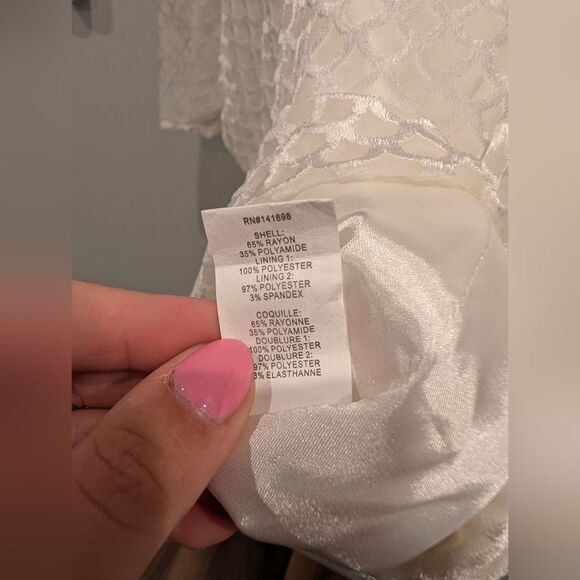 RN#141698
SHELL:
65% RAYON
35% POLYAMIDE
LINING 1:
100% POLYESTER
LINING 2:
97% POLYESTER
3% SPANDEX
COQUILLE:
65% RAYONNE
35% POLYAMIDE
DOUBLURE 1:
100% POLYESTER
DOUBLURE 2:
97% POLYESTER
3% ELASTHANNE